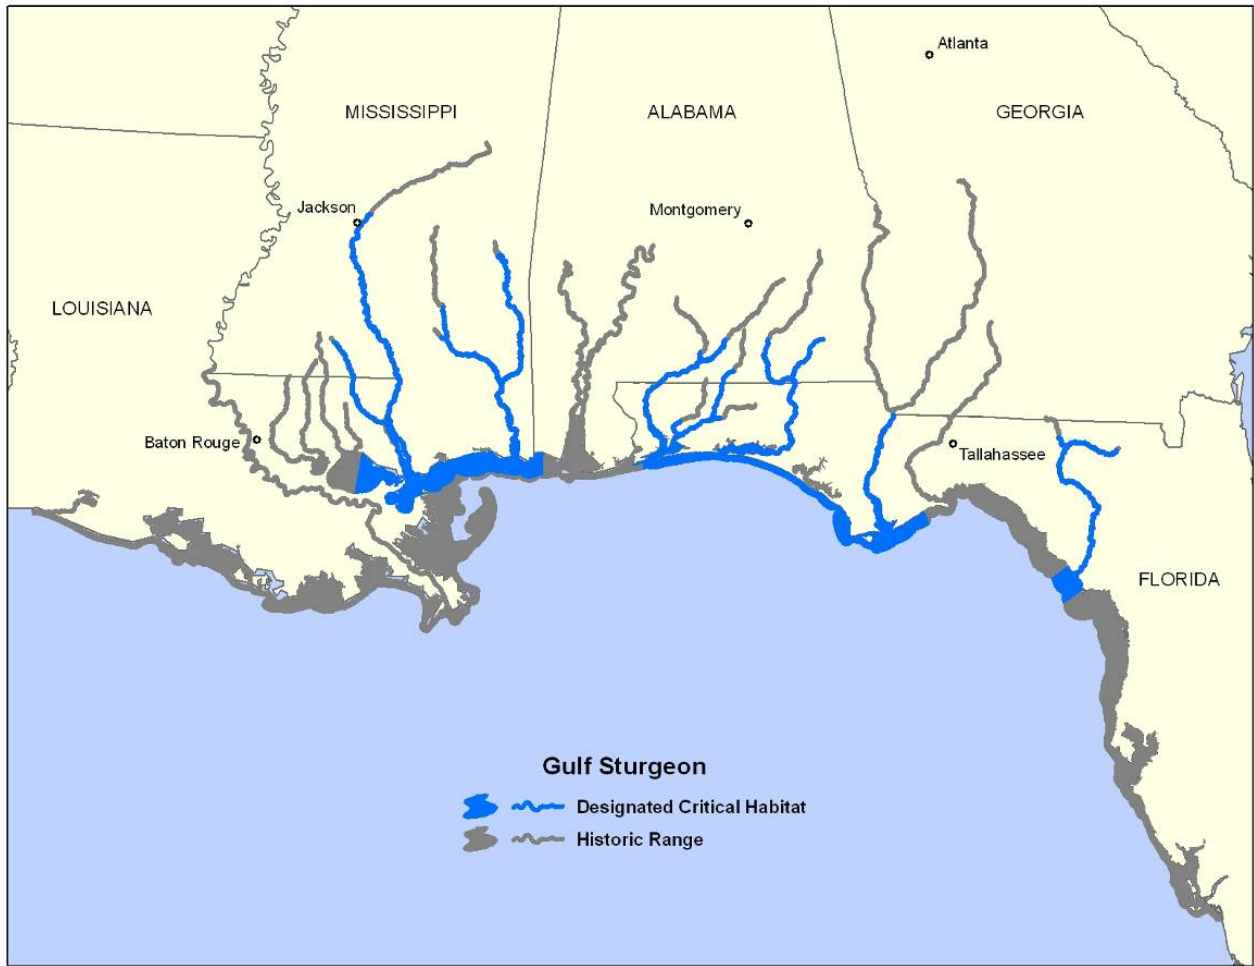 Atlanta
MISSISSIPPI
ALABAMA
GEORGIA
Jackson
Montgomery
LOUISIANA
Baton Rouge
Tallahassee
FLORIDA
Gulf Sturgeon
Designated Critical Habitat
Historic Range